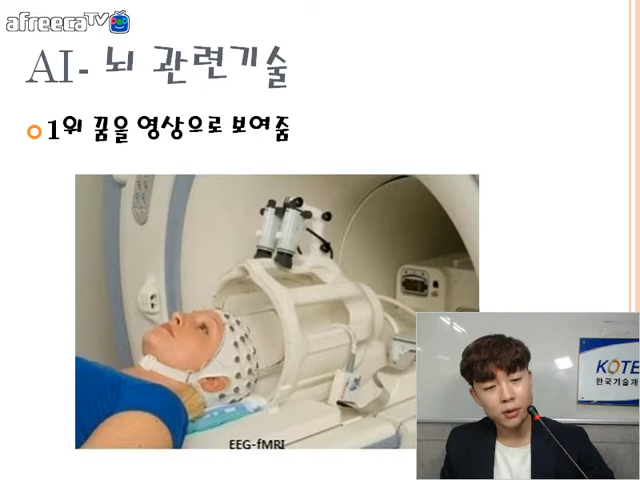 afreecaTV
AI- 뇌 관련기술
1위 꿈을 영상으로 보여줌
EEG-fMRI
KOTE
한국기술개